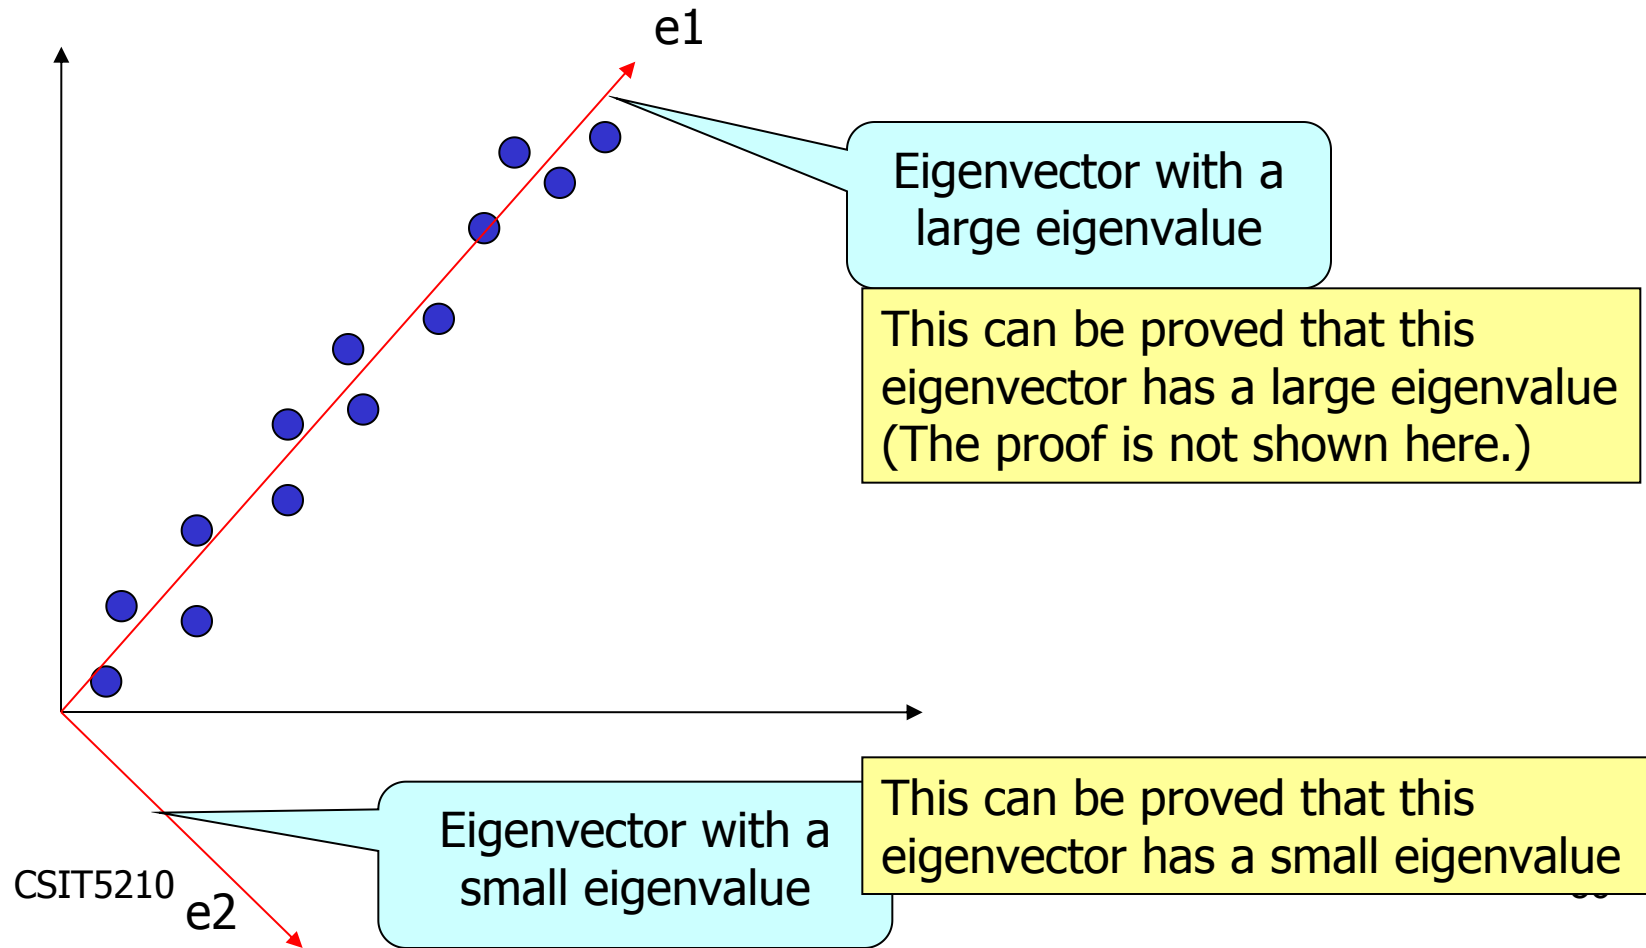 e1
Eigenvector with a
large eigenvalue
This can be proved that this
eigenvector has a large eigenvalue
(The proof is not shown here.)
Eigenvector with a
small eigenvalue
This can be proved that this
eigenvector has a small eigenvalue
CSIT5210
e2